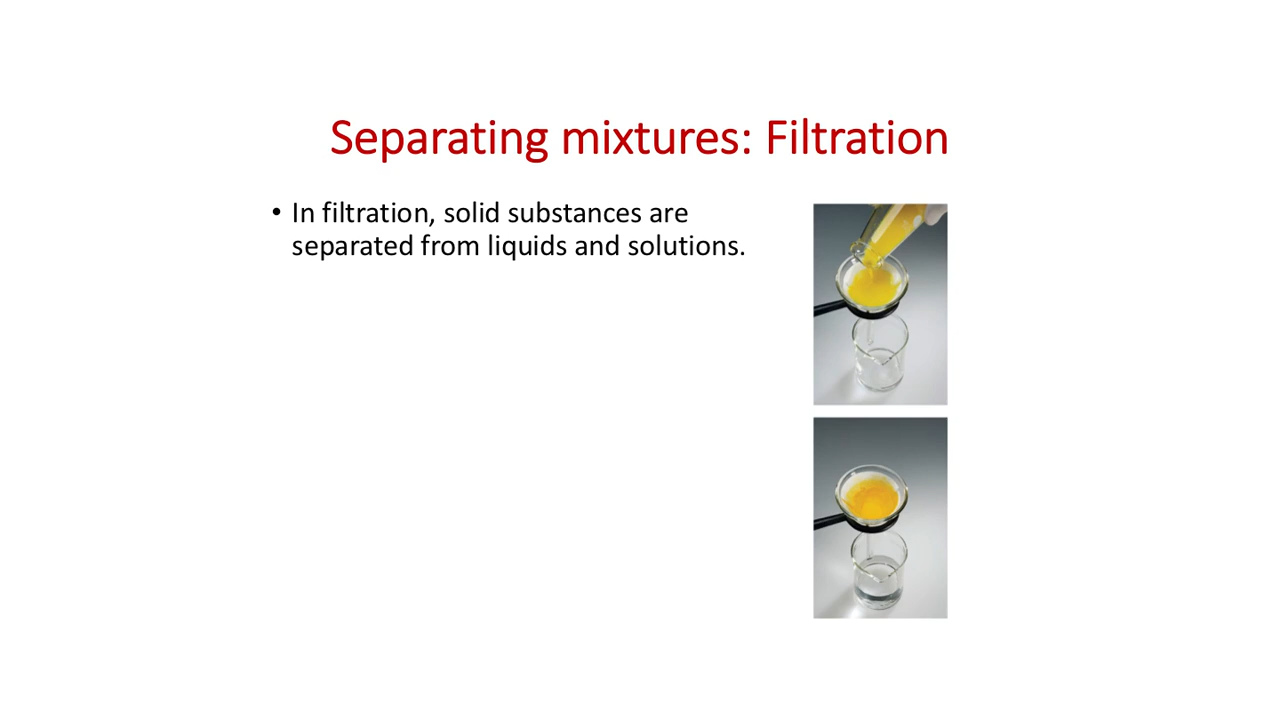 Separating mixtures: Filtration
• In filtration, solid substances are
separated from liquids and solutions.